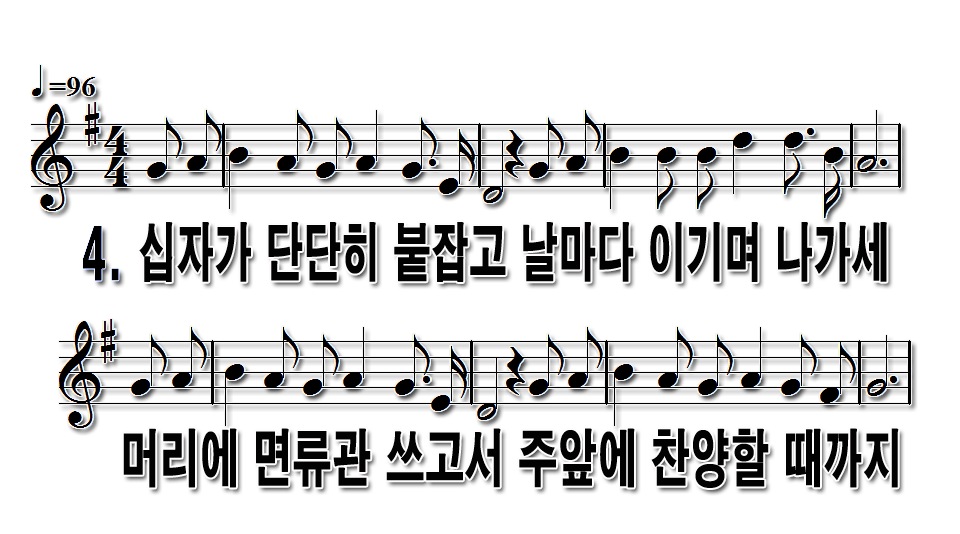 =96
4
4
4. 십자가 단단히 붙잡고 날마다 이기며 나가세
머리에 면류관 쓰고서 주앞에 찬양할 때까지